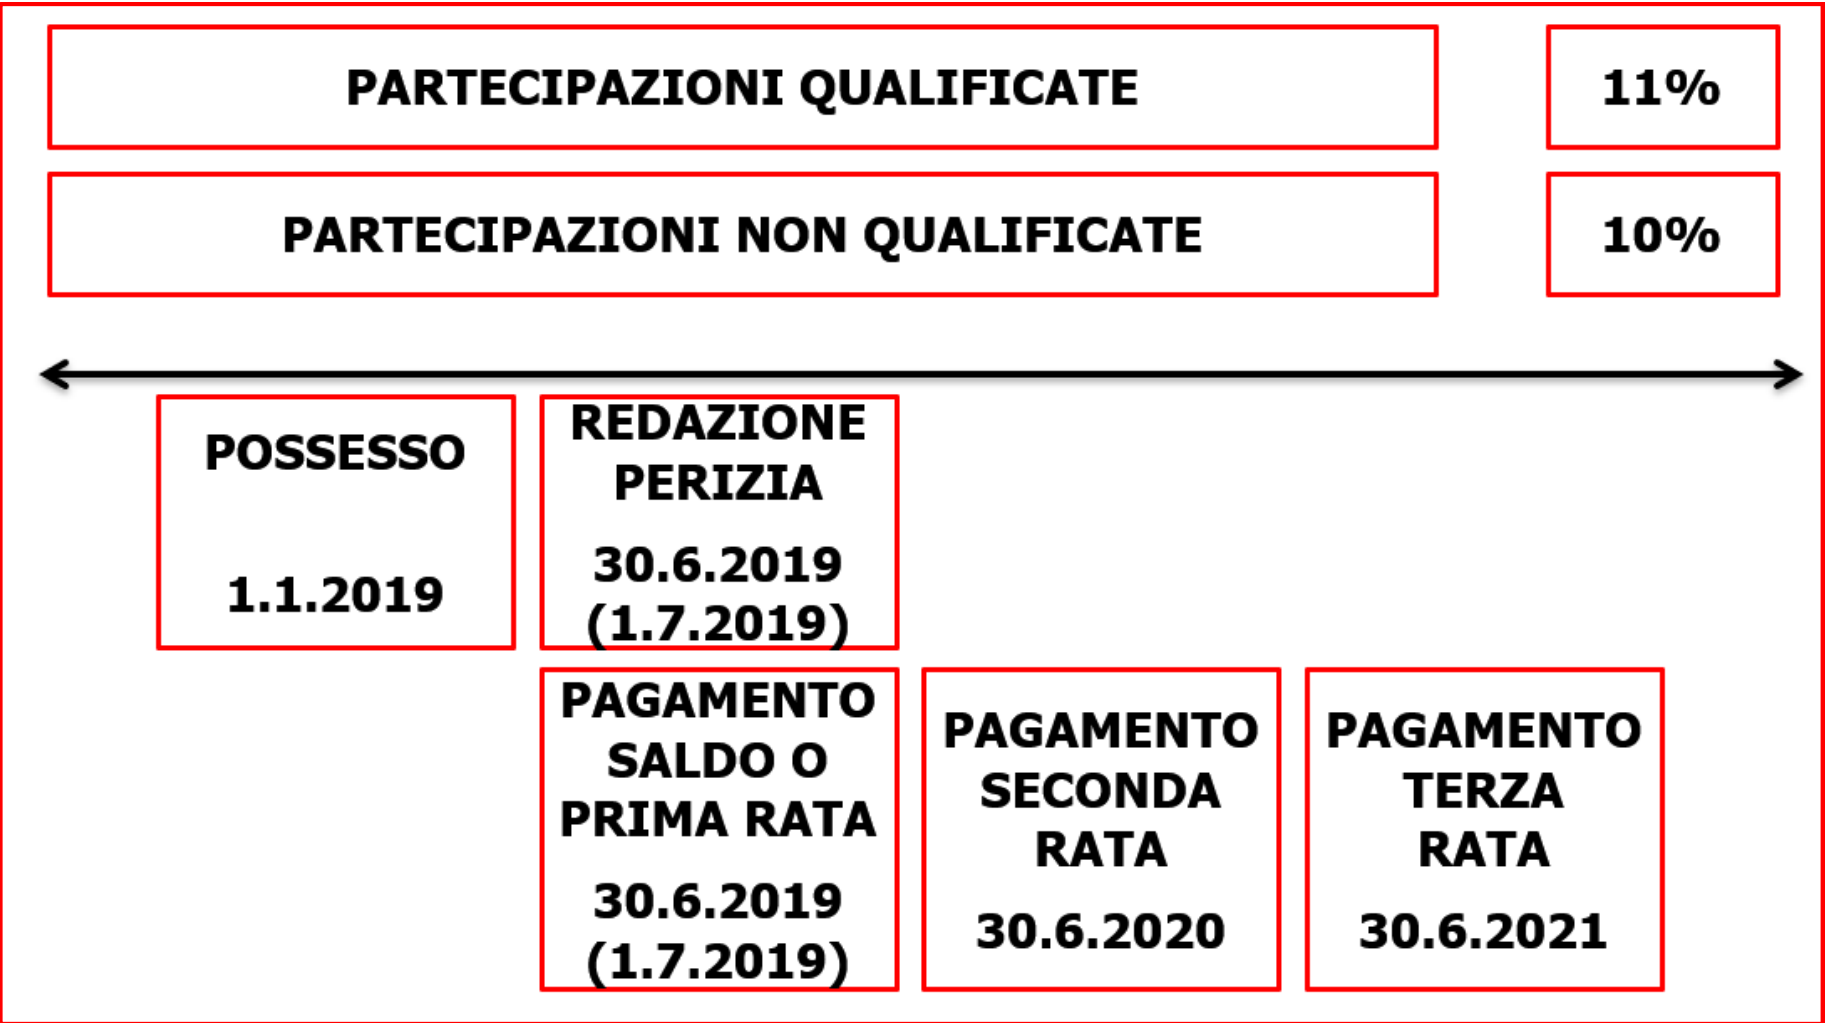 PARTECIPAZIONI QUALIFICATE
11%
PARTECIPAZIONI NON QUALIFICATE
10%
POSSESSO
1.1.2019
REDAZIONE
PERIZIA
30.6.2019
(1.7.2019)
PAGAMENTO
SALDO O
PRIMA RATA
30.6.2019
(1.7.2019)
PAGAMENTO
SECONDA
RATA
30.6.2020
PAGAMENTO
TERZA
RATA
30.6.2021